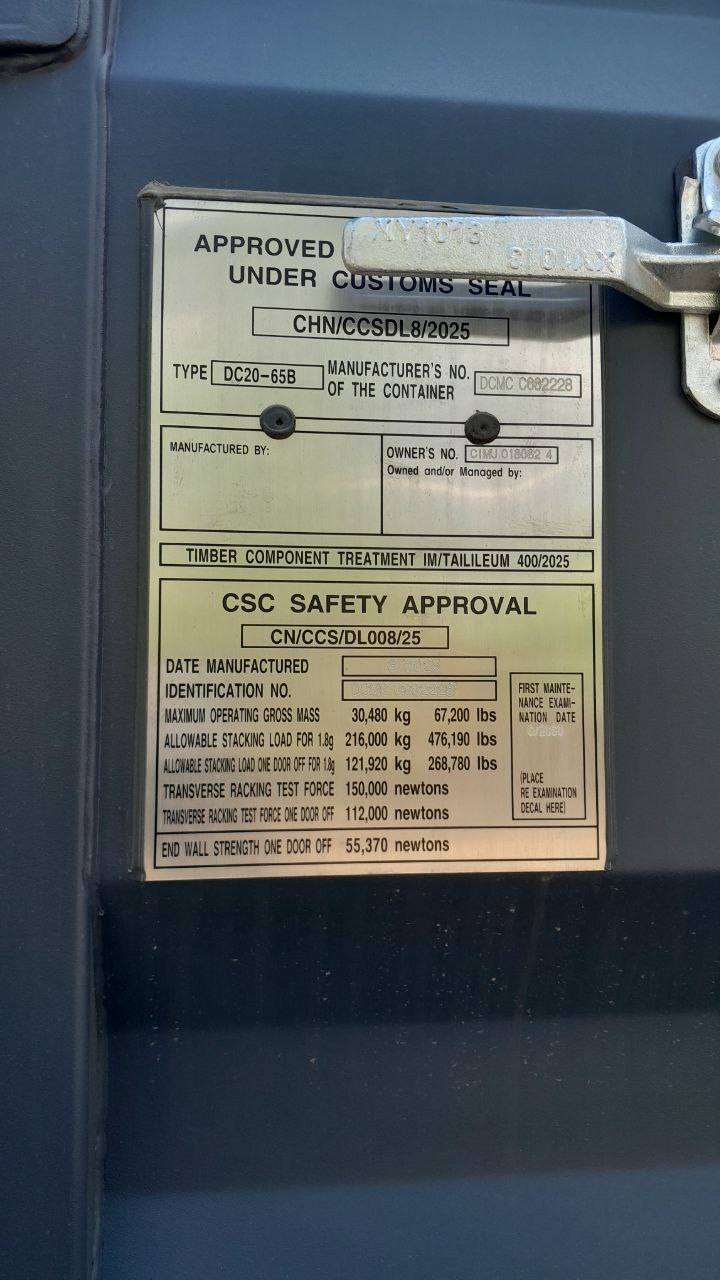 APPROVED
UNDER CUSTOMS SEAL
XY1013
CHN/CCSDL8/2025
TYPE DC20-65B MANUFACTURER'S NO. OF THE CONTAINER DCMC C682228
MANUFACTURED BY:
OWNER'S NO.
Owned and/or Managed by:
TIMBER COMPONENT TREATMENT IM/TAILILEUM 400/2025
CSC SAFETY APPROVAL
CN/CCS/DL008/25
DATE MANUFACTURED
IDENTIFICATION NO.
MAXIMUM OPERATING GROSS MASS 30,480 kg 67,200 lbs
ALLOWABLE STACKING LOAD FOR 1.8g 216,000 kg 476,190 lbs
ALLOWABLE STACKING LOAD ONE DOOR OFF FOR 1.8g 121,920 kg 268,780 lbs
TRANSVERSE RACKING TEST FORCE 150,000 newtons
TRANSVERSE RACKING TEST FORCE ONE DOOR OFF 112,000 newtons
END WALL STRENGTH ONE DOOR OFF 55,370 newtons
FIRST MAINTE-
NANCE EXAMI-
NATION DATE
(PLACE
RE EXAMINATION
DECAL HERE)